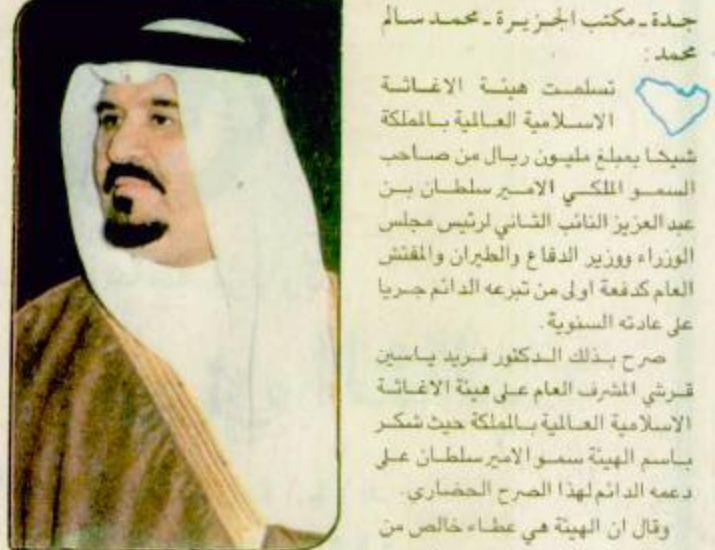 جدة ـ مكتب الجزيرة ـ محمد سالم
محمد :
تسلمت هيئة الاغاثة
الاسلامية العالمية بالمملكة
شيكا بمبلغ مليون ريال من صاحب
السمو الملكي الامير سلطان بن
عبدالعزيز النائب الثاني لرئيس مجلس
الوزراء ووزير الدفاع والطيران والمفتش
العام كدفعة اولى من تبرعه الدائم جريا
على عادته السنوية .
صرح بذلك الدكتور فريد ياسين
قرشي المشرف العام على هيئة الاغاثة
الاسلامية العالمية بالمملكة حيث شكر
باسم الهيئة سمو الامير سلطان على
دعمه الدائم لهذا الصرح الحضاري .
وقال ان الهيئة هي عطاء خالص من